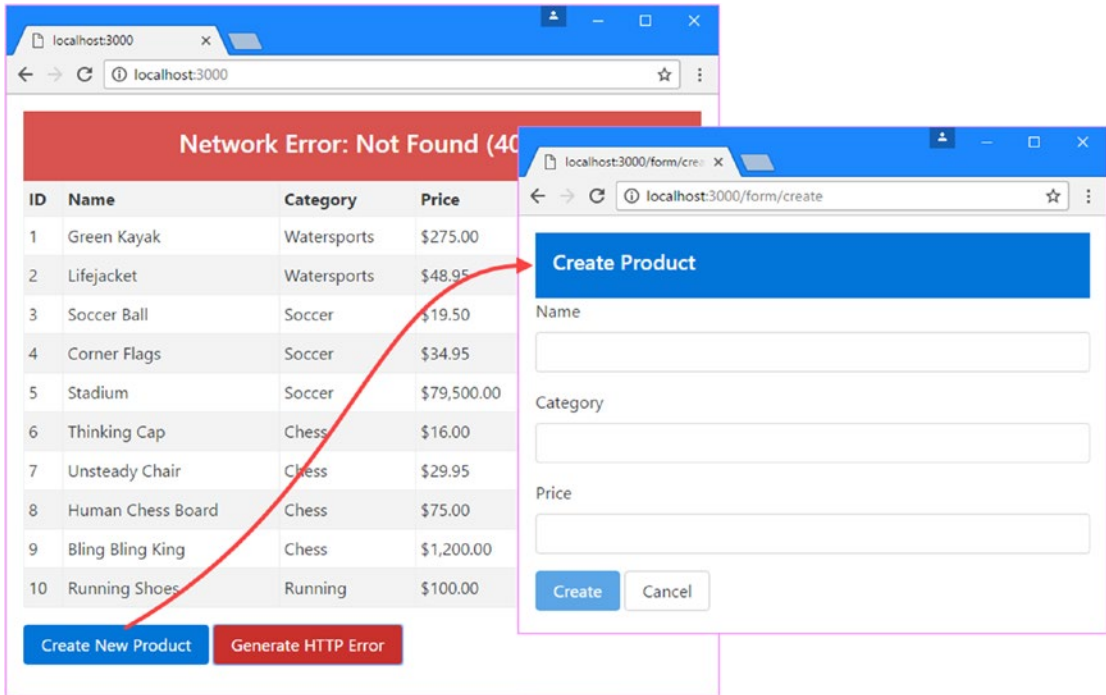 localhost:3000
localhost:3000
Network Error: Not Found (40
ID Name Category Price
1 Green Kayak Watersports $275.00
2 Lifejacket Watersports $48.95
3 Soccer Ball Soccer $19.50
4 Corner Flags Soccer $34.95
5 Stadium Soccer $79,500.00
6 Thinking Cap Chess $16.00
7 Unsteady Chair Chess $29.95
8 Human Chess Board Chess $75.00
9 Bling Bling King Chess $1,200.00
10 Running Shoes Running $100.00
Create New Product Generate HTTP Error
localhost:3000/form/crea
localhost:3000/form/create
Create Product
Name
Category
Price
Create Cancel